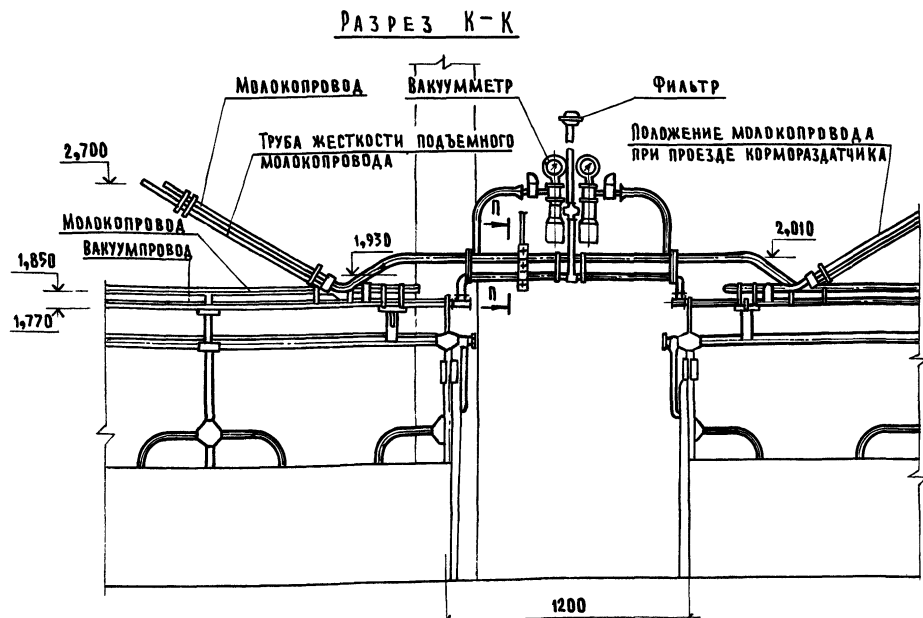 РАЗРЕЗ К-К
МОЛОКОПРОВОД
ВАКУУММЕТР
ФИЛЬТР
ТРУБА ЖЕСТКОСТИ ПОДЪЕМНОГО
МОЛОКОПРОВОДА
ПОЛОЖЕНИЕ МОЛОКОПРОВОДА
ПРИ ПРОЕЗДЕ КОРМОРАЗДАТЧИКА
2,700
П
МОЛОКОПРОВОД
ВАКУУМПРОВОД
1,930
2,010
1,850
П
1,770
1200